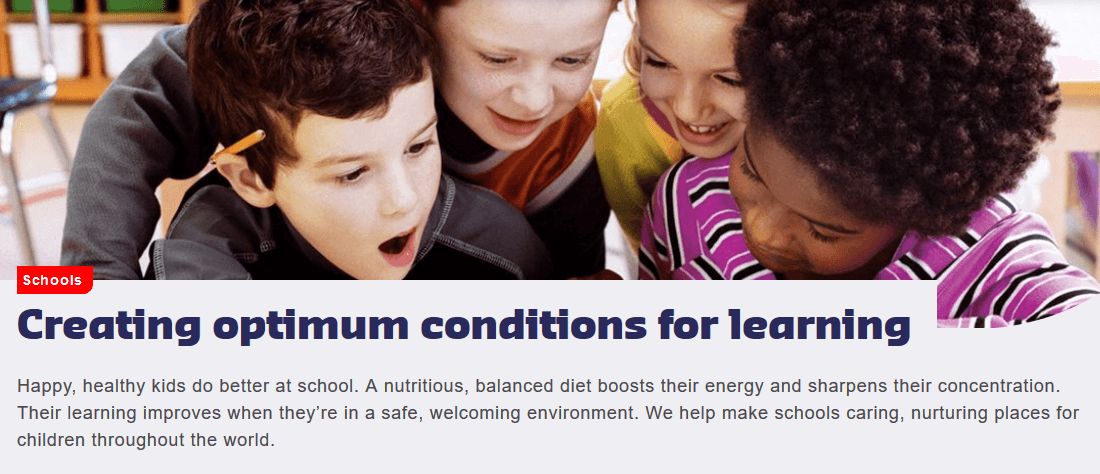 Schools
Creating optimum conditions for learning
Happy, healthy kids do better at school. A nutritious, balanced diet boosts their energy and sharpens their concentration.
Their learning improves when they’re in a safe, welcoming environment. We help make schools caring, nurturing places for
children throughout the world.